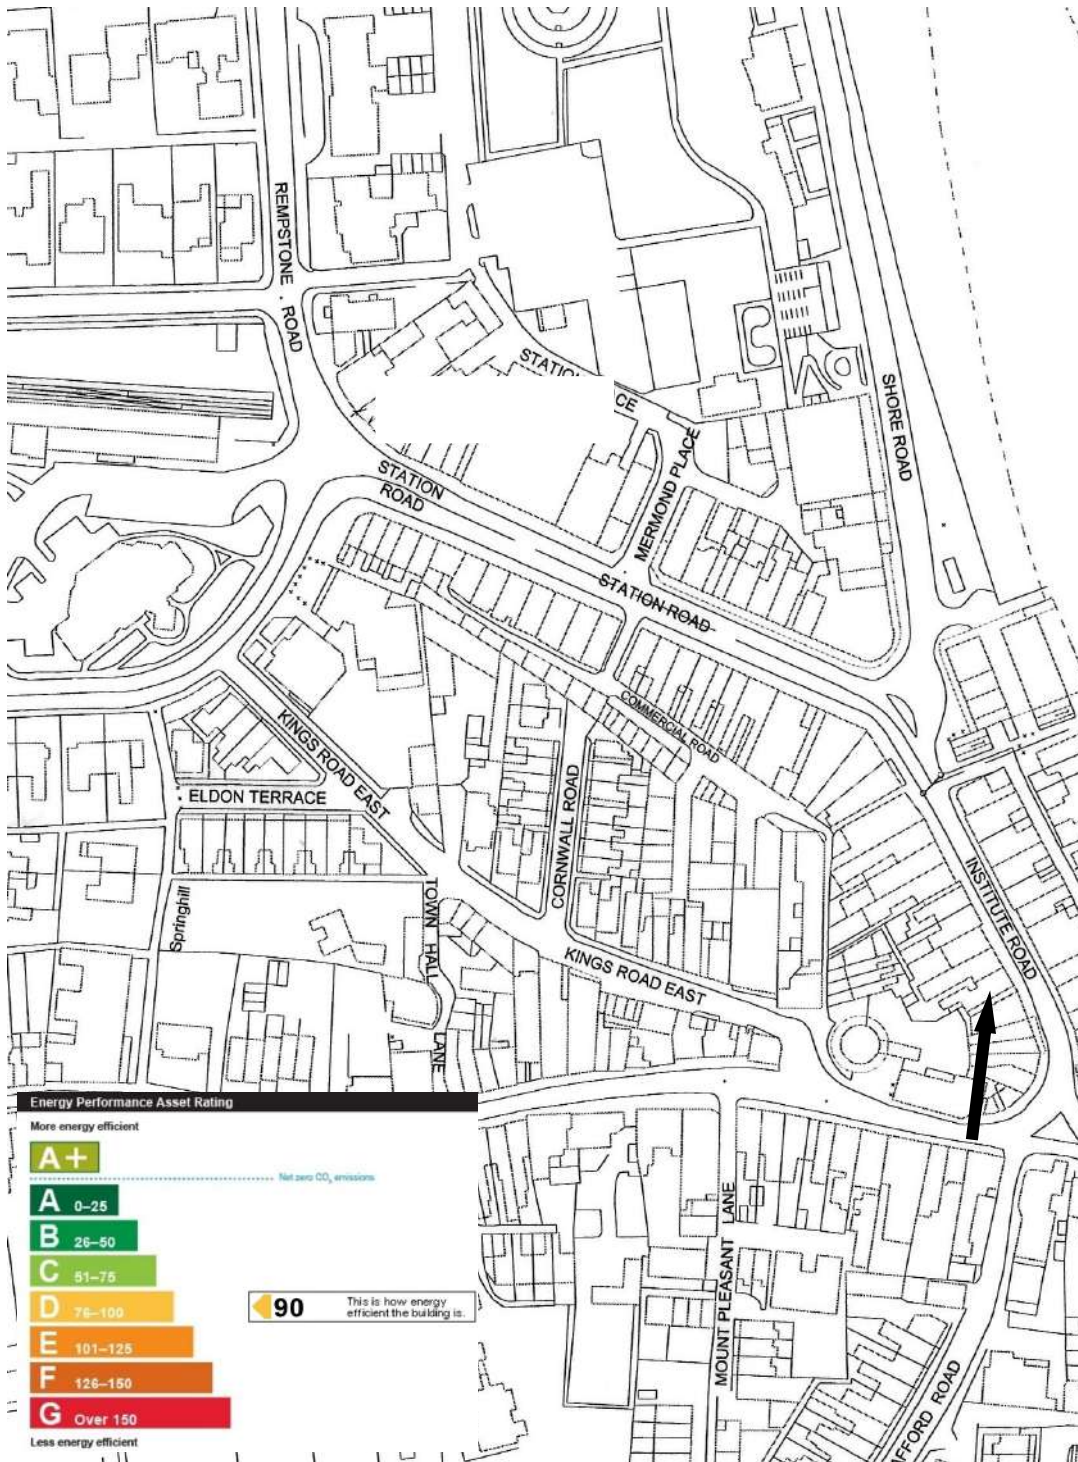 REMPSTONE
ROAD
PLACE
SHORE ROAD
STATION
ROAD
MERMOND PLACE
STATION ROAD
COMMERCIAL ROAD
KINGS ROAD EAST
ELDON TERRACE
CORNWALL ROAD
INSTITUTE ROAD
Springhill
TOWN HALL
LANE
KINGS ROAD EAST
MOUNT PLEASANT LANE
AFFORD ROAD
Energy Performance Asset Rating
More energy efficient
A+
Net zero CO₂ emissions
A 0–25
B 26–50
C 51–75
D 76–100
90 This is how energy
efficient the building is.
E 101–125
F 126–150
G Over 150
Less energy efficient